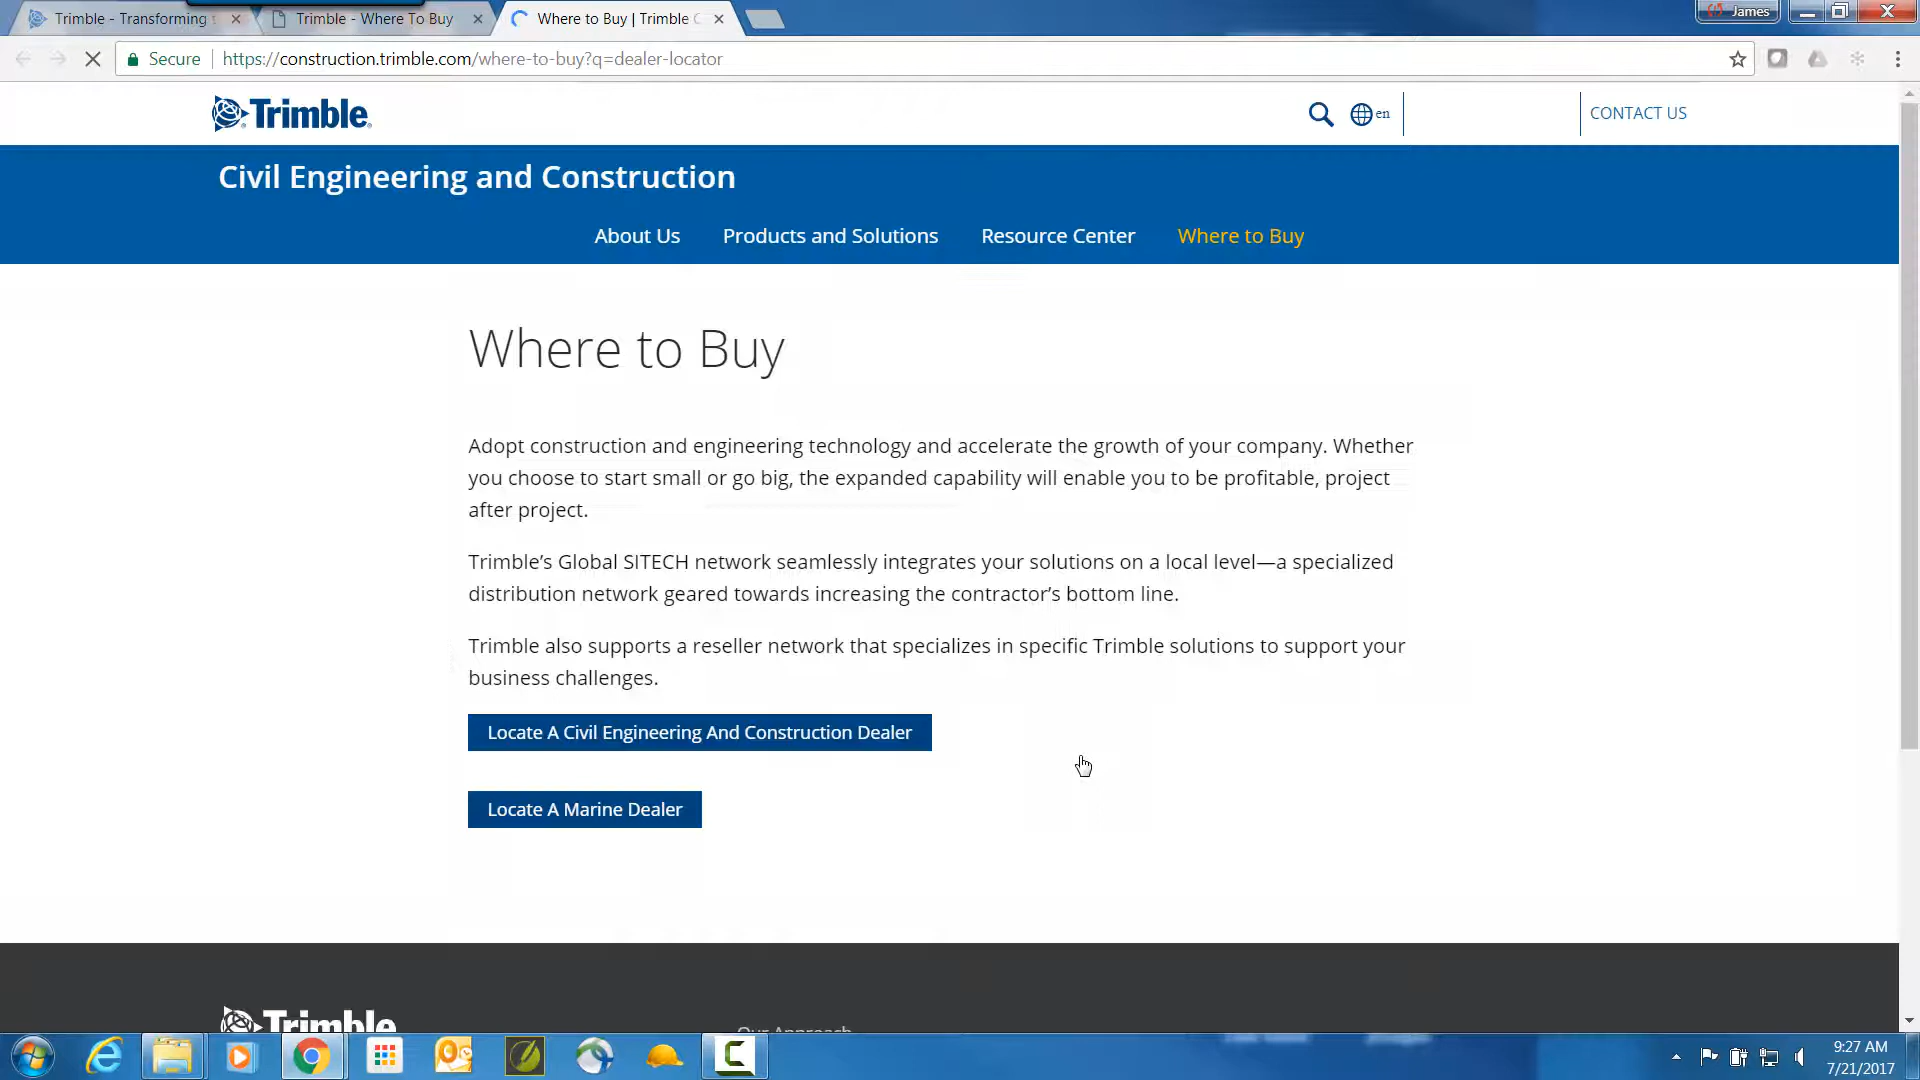 Trimble - Transforming
Trimble - Where To Buy
Where to Buy | Trimble C
James
Secure
https://construction.trimble.com/where-to-buy?q=dealer-locator
Trimble
en
CONTACT US
Civil Engineering and Construction
About Us
Products and Solutions
Resource Center
Where to Buy
Where to Buy
Adopt construction and engineering technology and accelerate the growth of your company. Whether
you choose to start small or go big, the expanded capability will enable you to be profitable, project
after project.
Trimble’s Global SITECH network seamlessly integrates your solutions on a local level—a specialized
distribution network geared towards increasing the contractor’s bottom line.
Trimble also supports a reseller network that specializes in specific Trimble solutions to support your
business challenges.
Locate A Civil Engineering And Construction Dealer
Locate A Marine Dealer
Trimble
Our Approach
9:27 AM
7/21/2017